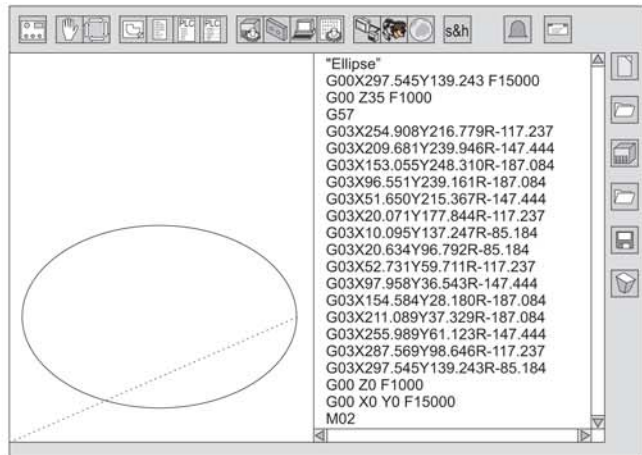 PLC
PLC
s&h
"Ellipse"
G00X297.545Y139.243 F15000
G00 Z35 F1000
G57
G03X254.908Y216.779R-117.237
G03X209.681Y239.946R-147.444
G03X153.055Y248.310R-187.084
G03X96.551Y239.161R-187.084
G03X51.650Y215.367R-147.444
G03X20.071Y177.844R-117.237
G03X10.095Y137.247R-85.184
G03X20.634Y96.792R-85.184
G03X52.731Y59.711R-117.237
G03X97.958Y36.543R-147.444
G03X154.584Y28.180R-187.084
G03X211.089Y37.329R-187.084
G03X255.989Y61.123R-147.444
G03X287.569Y98.646R-117.237
G03X297.545Y139.243R-85.184
G00 Z0 F1000
G00 X0 Y0 F15000
M02